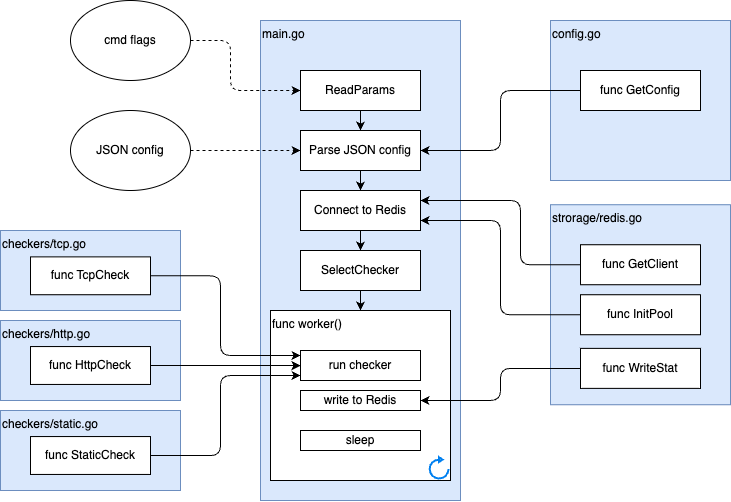 cmd flags
JSON config
main.go
ReadParams
Parse JSON config
Connect to Redis
SelectChecker
func worker()
run checker
write to Redis
sleep
config.go
func GetConfig
strorage/redis.go
func GetClient
func InitPool
func WriteStat
checkers/tcp.go
func TcpCheck
checkers/http.go
func HttpCheck
checkers/static.go
func StaticCheck